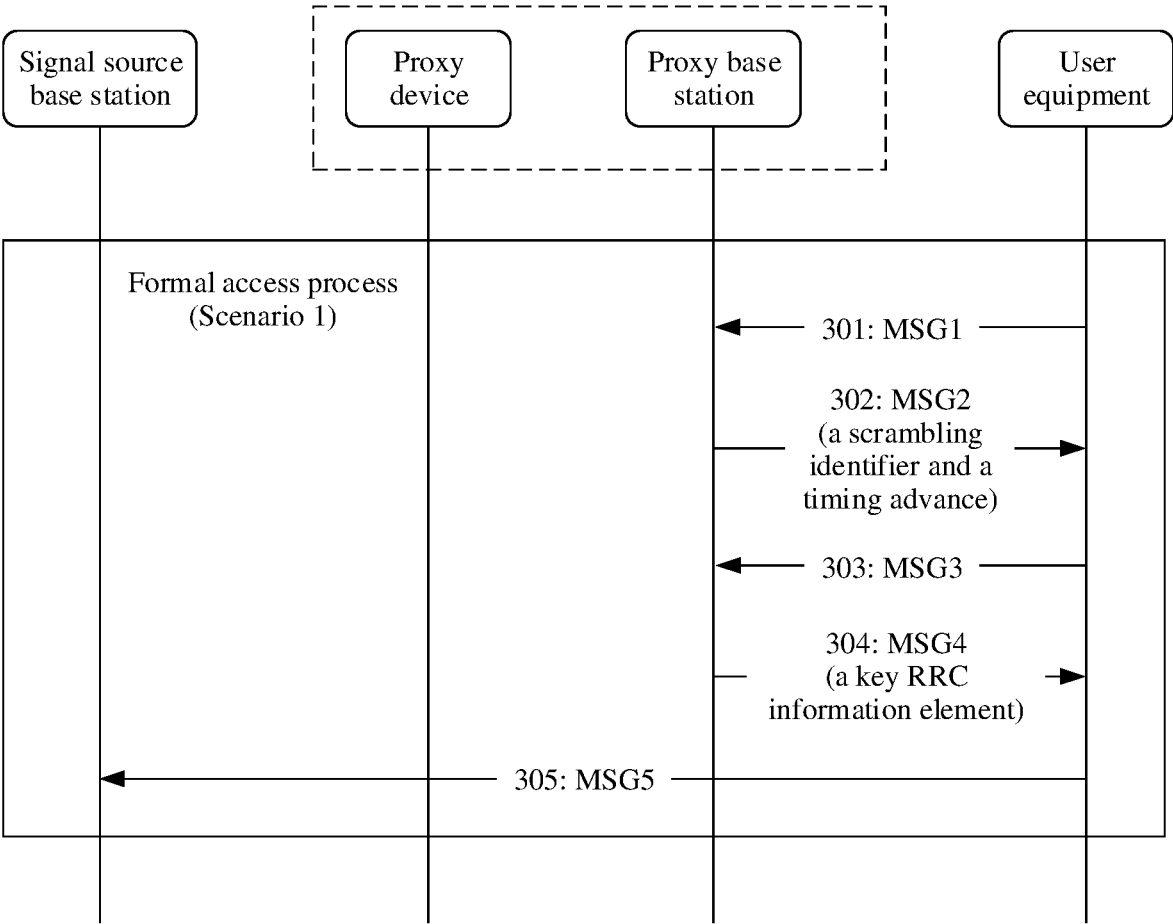 Signal source
base station
Proxy
device
Proxy base
station
User
equipment
Formal access process
(Scenario 1)
301: MSG1
302: MSG2
(a scrambling
identifier and a
timing advance)
303: MSG3
304: MSG4
(a key RRC
information element)
305: MSG5